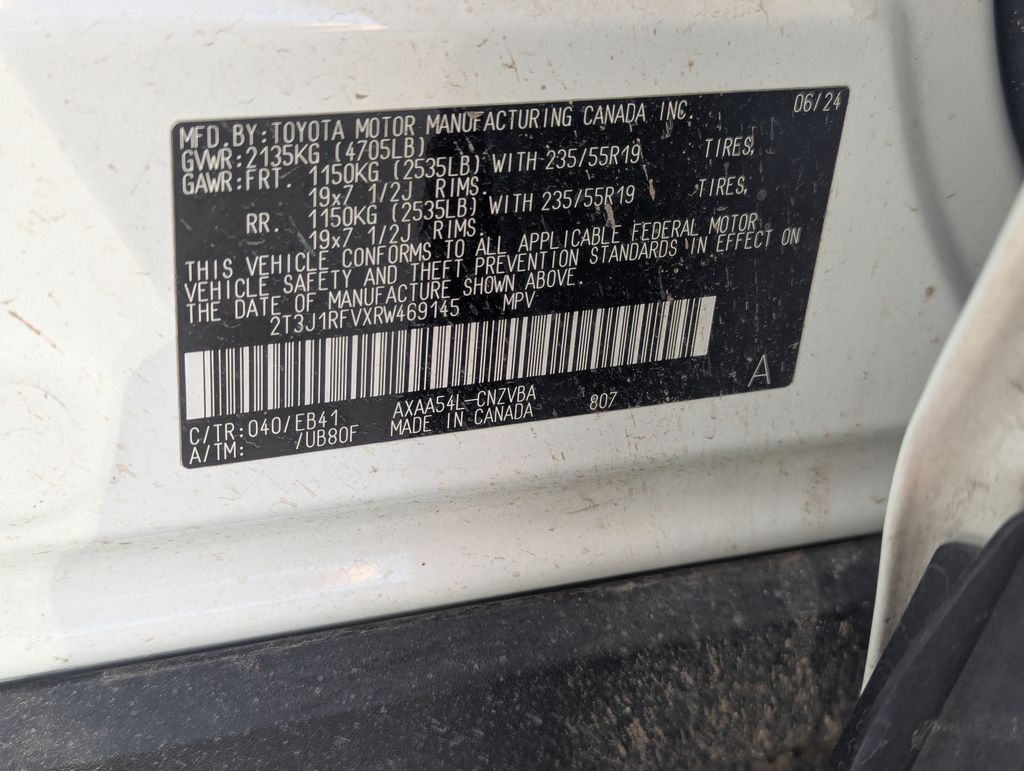 MFD.BY:TOYOTA MOTOR MANUFACTURING CANADA INC. 06/24
GVWR:2135KG (4705LB)
GAWR:FRT. 1150KG (2535LB) WITH 235/55R19 TIRES,
19x7 1/2J RIMS.
RR. 1150KG (2535LB) WITH 235/55R19 TIRES,
19x7 1/2J RIMS.
THIS VEHICLE CONFORMS TO ALL APPLICABLE FEDERAL MOTOR
VEHICLE SAFETY AND THEFT PREVENTION STANDARDS IN EFFECT ON
THE DATE OF MANUFACTURE SHOWN ABOVE.
2T3J1RFVXRW469145 MPV
A
C/TR:040/EB41 AXAA54L-CNZVBA 807
A/TM: /UB80F MADE IN CANADA